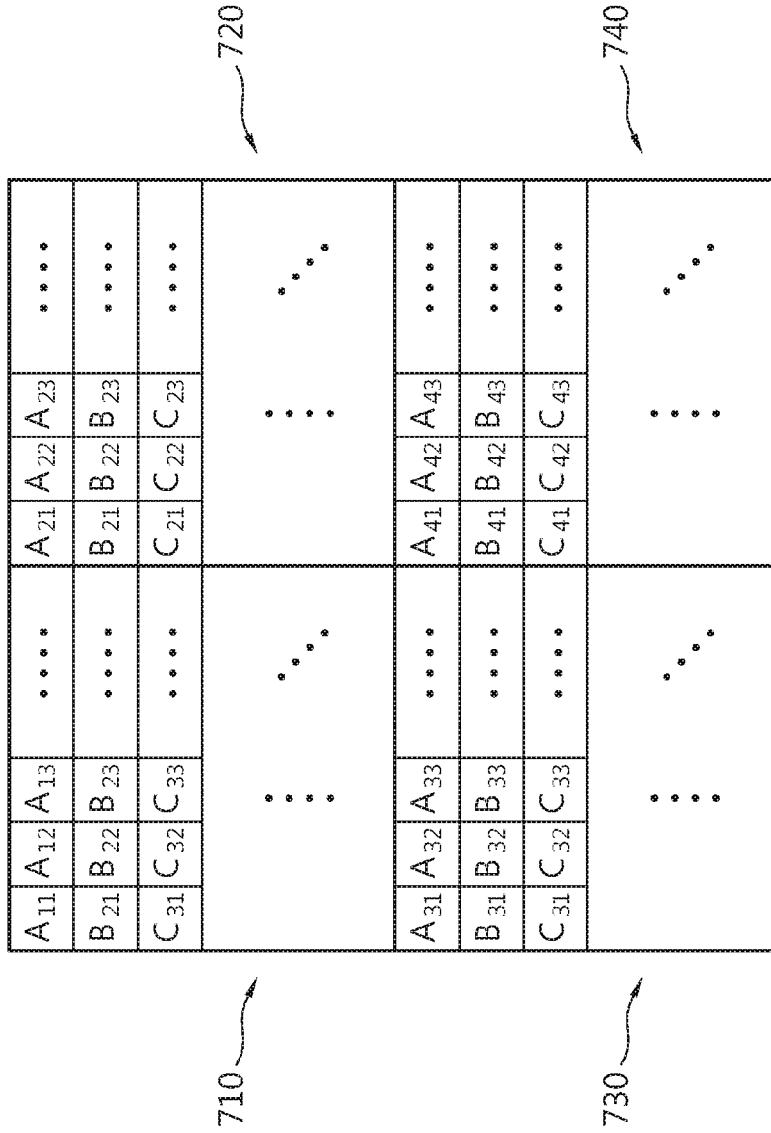 A11 A12 A13 A21 A22 A23
B21 B22 B23 B21 B22 B23
C31 C32 C33 C21 C22 C23
710 720
A31 A32 A33 A41 A42 A43
B31 B32 B33 B41 B42 B43
C31 C32 C33 C41 C42 C43
730 740